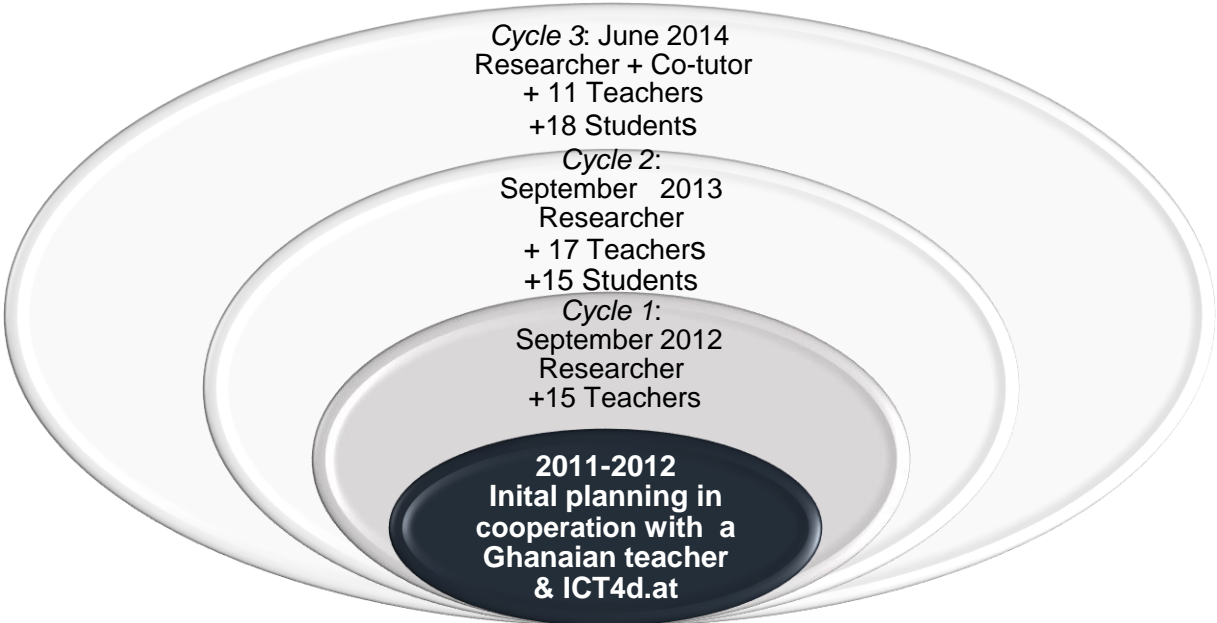 Cycle 3: June 2014
Researcher + Co-tutor
+ 11 Teachers
+18 Students
Cycle 2:
September 2013
Researcher
+ 17 Teachers
+15 Students
Cycle 1:
September 2012
Researcher
+15 Teachers
2011-2012
Inital planning in
cooperation with a
Ghanaian teacher
& ICT4d.at